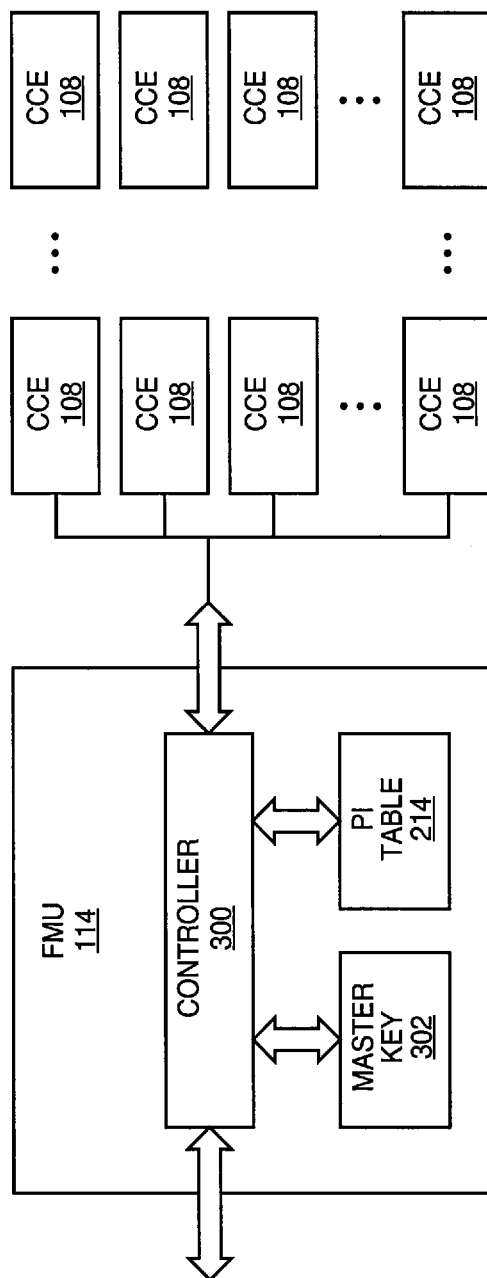 FMU
114
CONTROLLER
300
MASTER
KEY
302
PI
TABLE
214
CCE
108
CCE
108
CCE
108
CCE
108
CCE
108
CCE
108
CCE
108
CCE
108